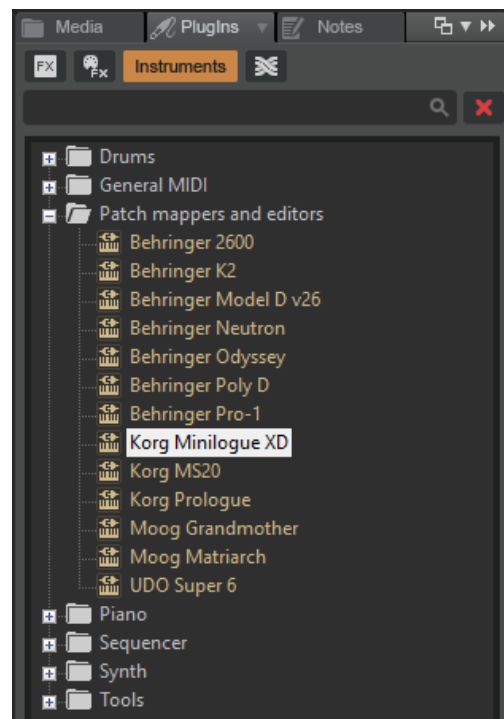 Media PlugIns Notes
FX FX Instruments
Drums
General MIDI
Patch mappers and editors
Behringer 2600
Behringer K2
Behringer Model D v26
Behringer Neutron
Behringer Odyssey
Behringer Poly D
Behringer Pro-1
Korg Minilogue XD
Korg MS20
Korg Prologue
Moog Grandmother
Moog Matriarch
UDO Super 6
Piano
Sequencer
Synth
Tools